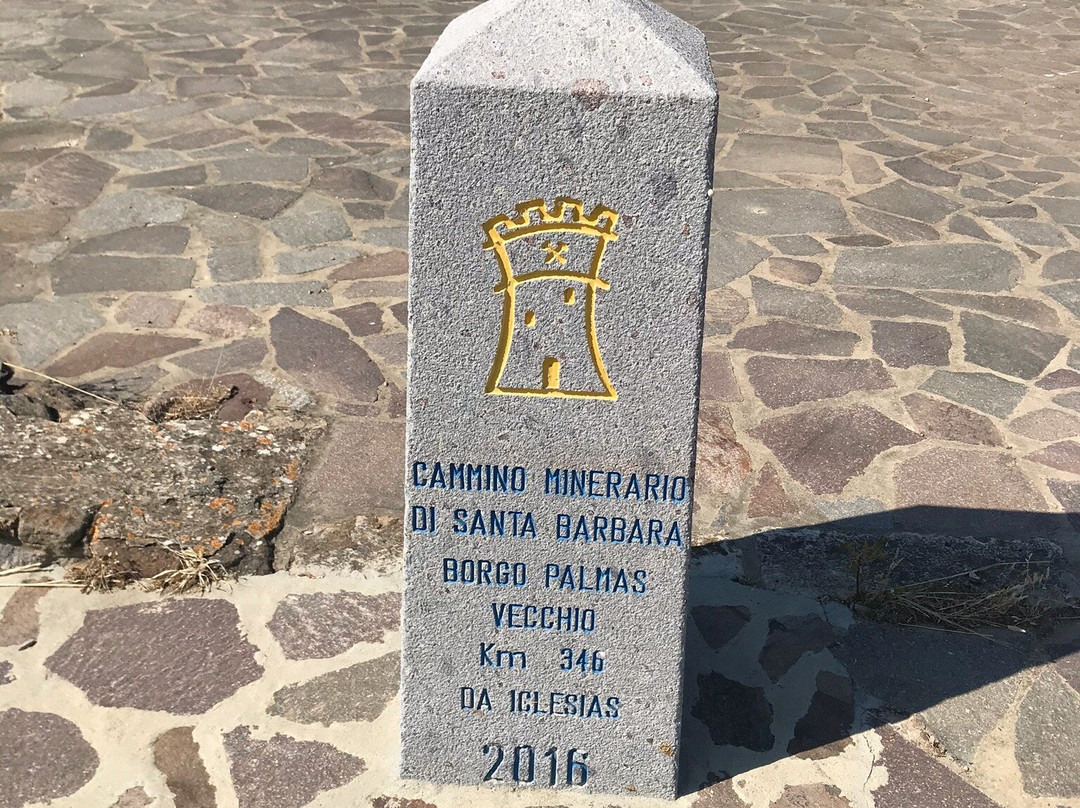 CAMMINO MINERARIO
DI SANTA BARBARA
BORGO PALMAS
VECCHIO
Km 346
DA IGLESIAS
2016